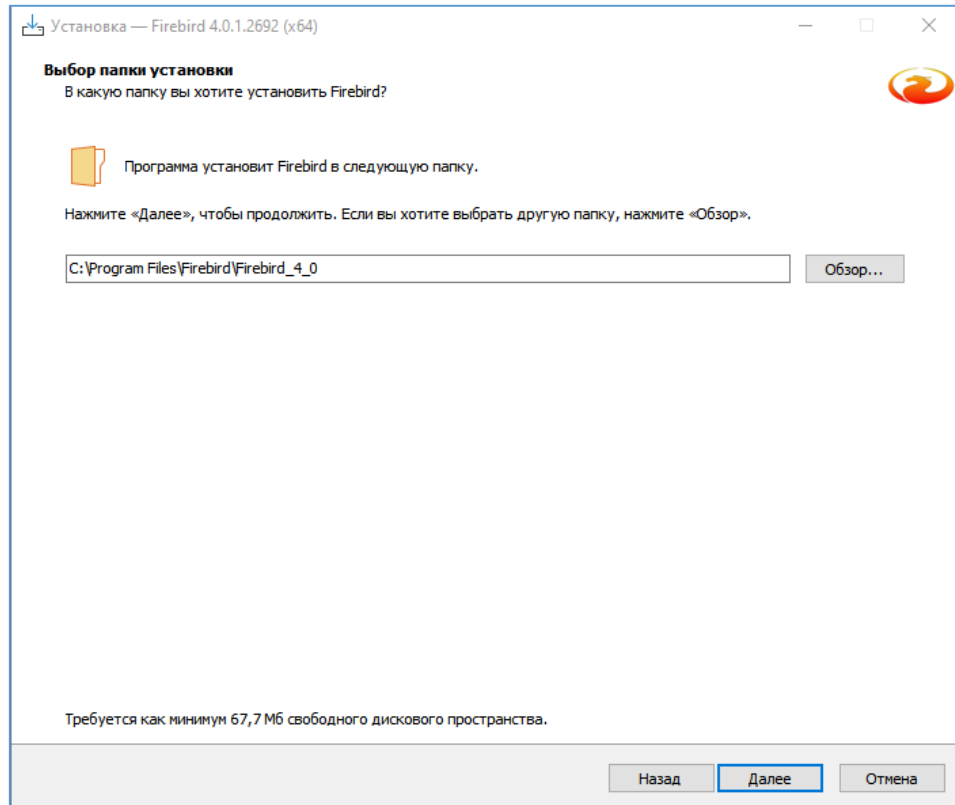 Установка — Firebird 4.0.1.2692 (x64)
Выбор папки установки
В какую папку вы хотите установить Firebird?
Программа установит Firebird в следующую папку.
Нажмите «Далее», чтобы продолжить. Если вы хотите выбрать другую папку, нажмите «Обзор».
C:\Program Files\Firebird\Firebird_4_0
Обзор...
Требуется как минимум 67,7 Мб свободного дискового пространства.
Назад
Далее
Отмена